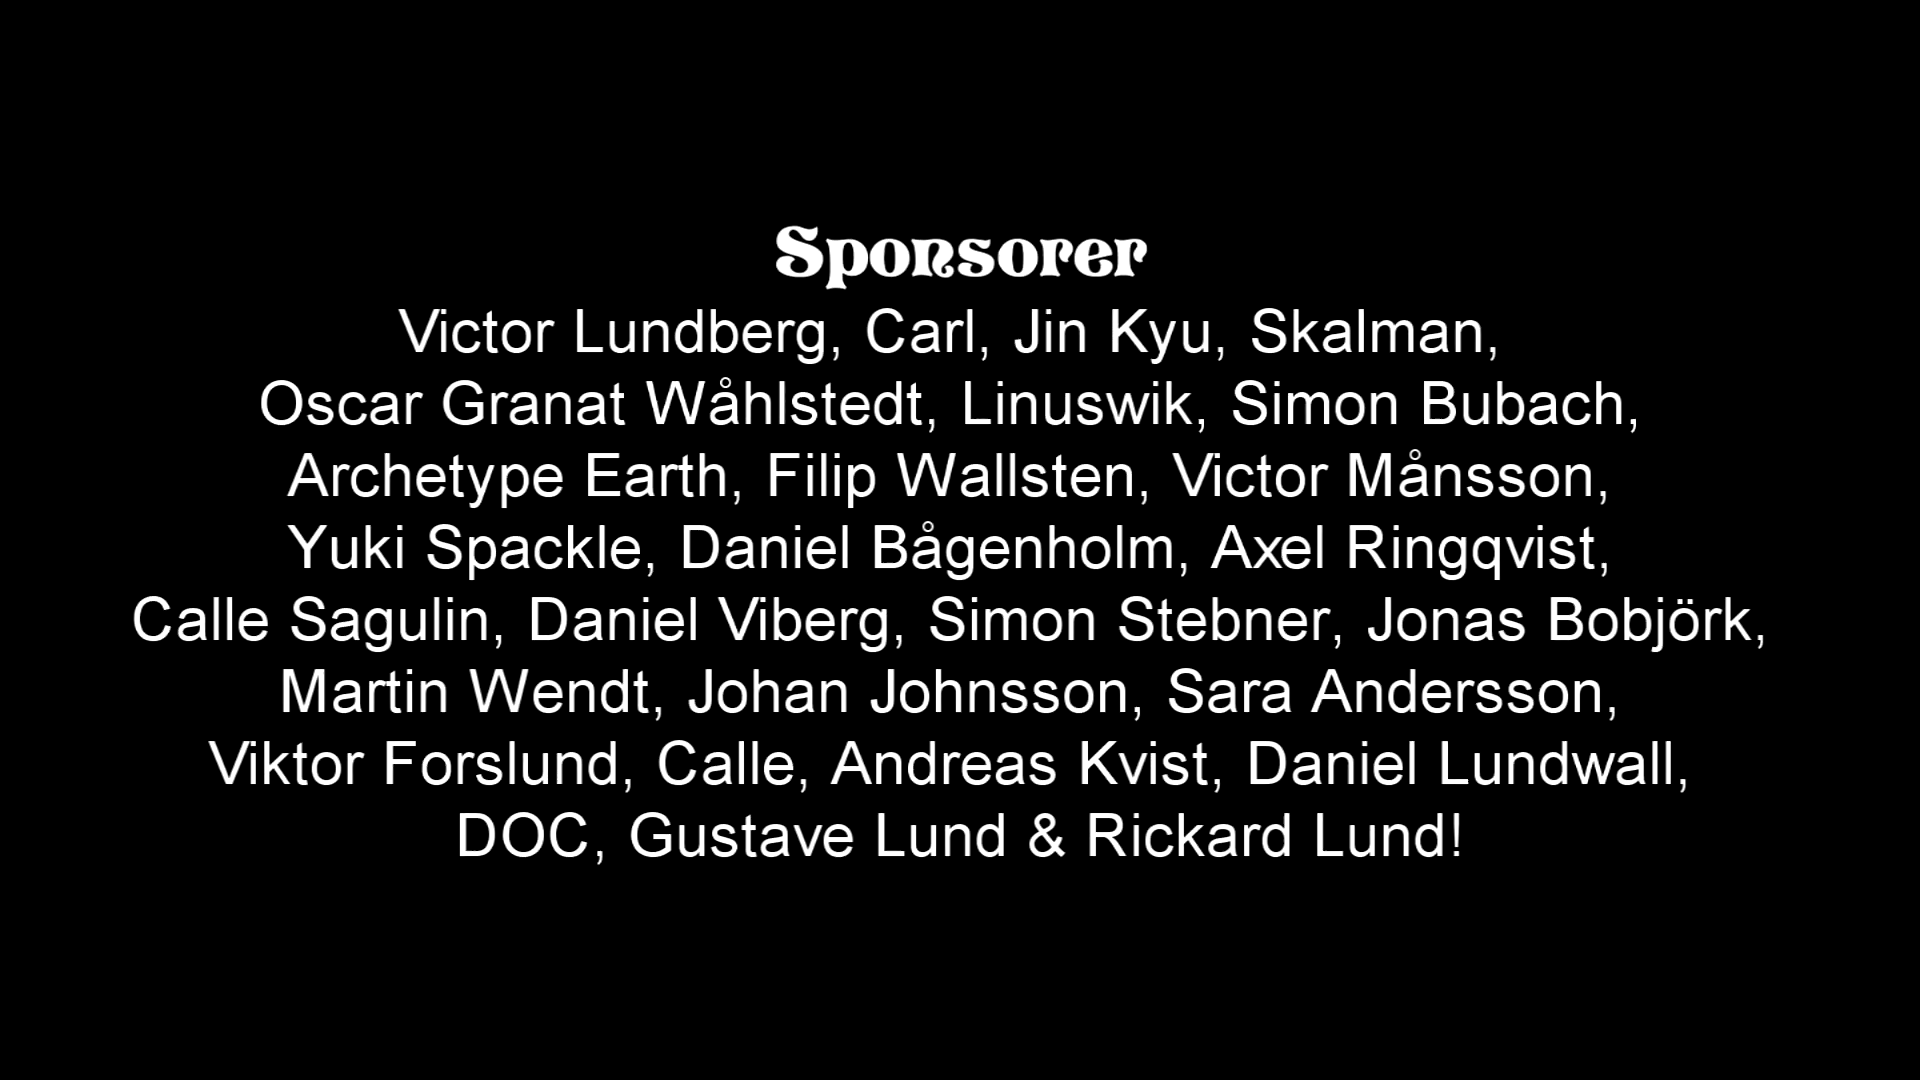 Sponsorer
Victor Lundberg, Carl, Jin Kyu, Skalman,
Oscar Granat Wåhlstedt, Linuswik, Simon Bubach,
Archetype Earth, Filip Wallsten, Victor Månsson,
Yuki Spackle, Daniel Bågenholm, Axel Ringqvist,
Calle Sagulin, Daniel Viberg, Simon Stebner, Jonas Bobjörk,
Martin Wendt, Johan Johnsson, Sara Andersson,
Viktor Forslund, Calle, Andreas Kvist, Daniel Lundwall,
DOC, Gustave Lund & Rickard Lund!